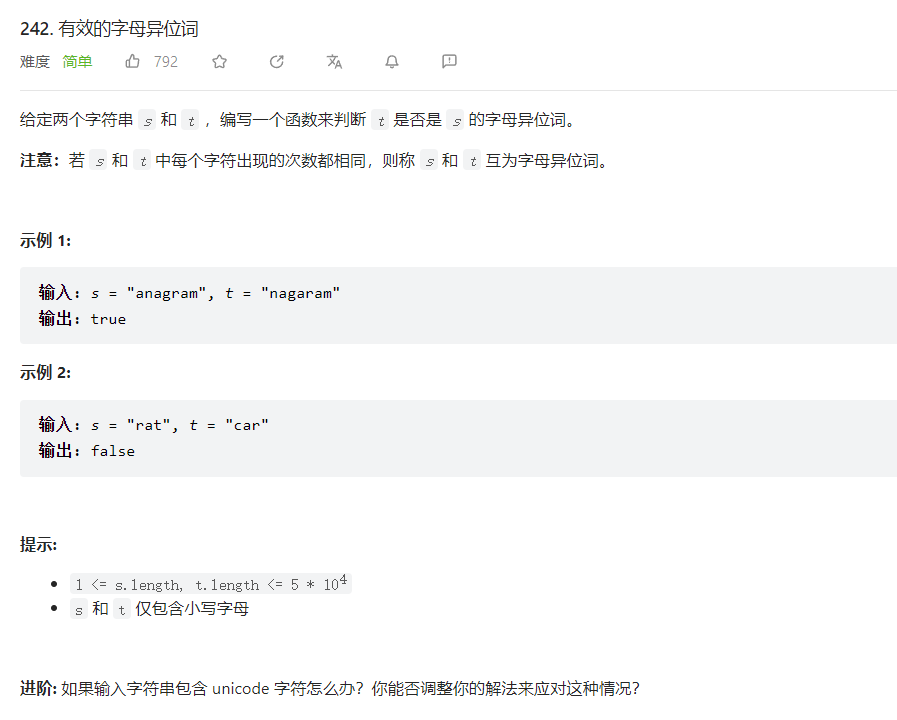 242. 有效的字母异位词
难度 简单 792
给定两个字符串 s 和 t ，编写一个函数来判断 t 是否是 s 的字母异位词。
注意：若 s 和 t 中每个字符出现的次数都相同，则称 s 和 t 互为字母异位词。
示例 1:
输入: s = "anagram", t = "nagaram"
输出: true
示例 2:
输入: s = "rat", t = "car"
输出: false
提示:
1 <= s.length, t.length <= 5 * 10⁴
s 和 t 仅包含小写字母
进阶: 如果输入字符串包含 unicode 字符怎么办？你能否调整你的解法来应对这种情况？